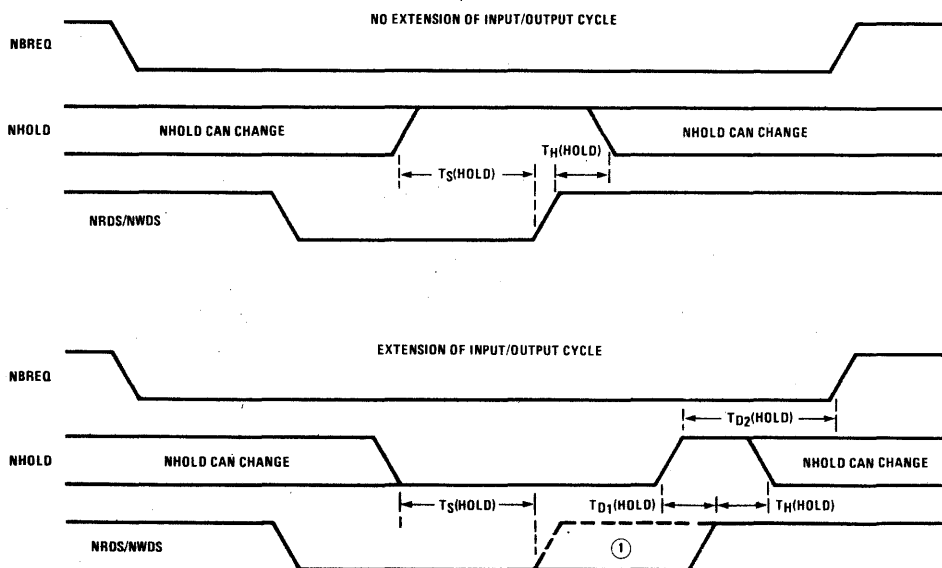 NO EXTENSION OF INPUT/OUTPUT CYCLE
NBREQ
NHOLD
NHOLD CAN CHANGE
NHOLD CAN CHANGE
TS(HOLD)
TH(HOLD)
NRDS/NWDS
EXTENSION OF INPUT/OUTPUT CYCLE
NBREQ
TD2(HOLD)
NHOLD
NHOLD CAN CHANGE
NHOLD CAN CHANGE
TS(HOLD)
TD1(HOLD)
TH(HOLD)
NRDS/NWDS
1